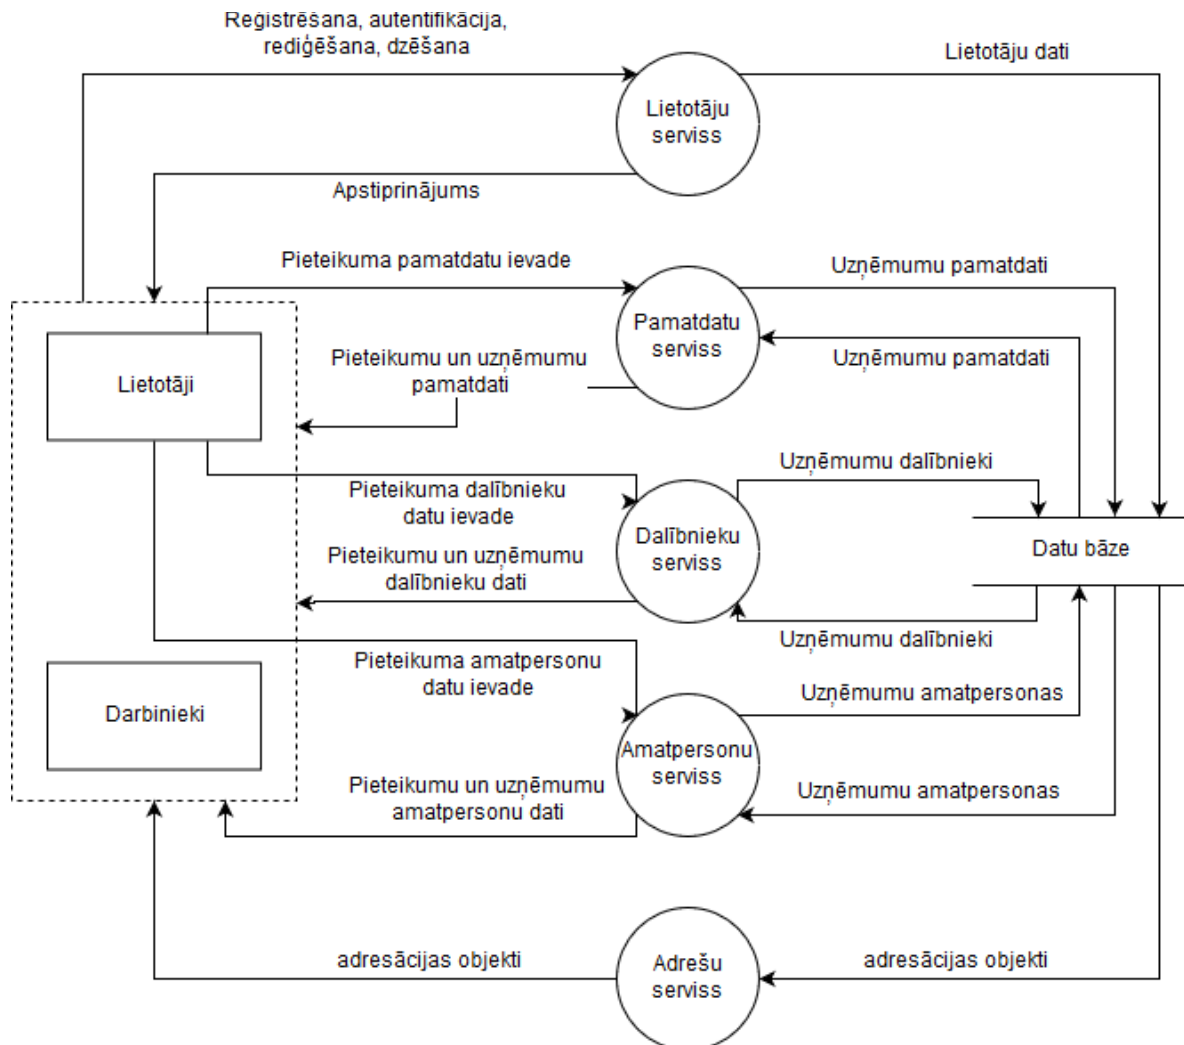 Reģistrēšana, autentifikācija,
rediģēšana, dzēšana
Lietotāju dati
Lietotāju
serviss
Apstiprinājums
Pieteikuma pamatdatu ievade
Uzņēmumu pamatdati
Pamatdatu
serviss
Pieteikumu un uzņēmumu
pamatdati
Uzņēmumu pamatdati
Lietotāji
Uzņēmumu dalībnieki
Pieteikuma dalībnieku
datu ievade
Dalībnieku
serviss
Datu bāze
Pieteikumu un uzņēmumu
dalībnieku dati
Uzņēmumu dalībnieki
Pieteikuma amatpersonu
datu ievade
Uzņēmumu amatpersonas
Darbinieki
Amatpersonu
serviss
Pieteikumu un uzņēmumu
amatpersonu dati
Uzņēmumu amatpersonas
adresācijas objekti
Adrešu
serviss
adresācijas objekti